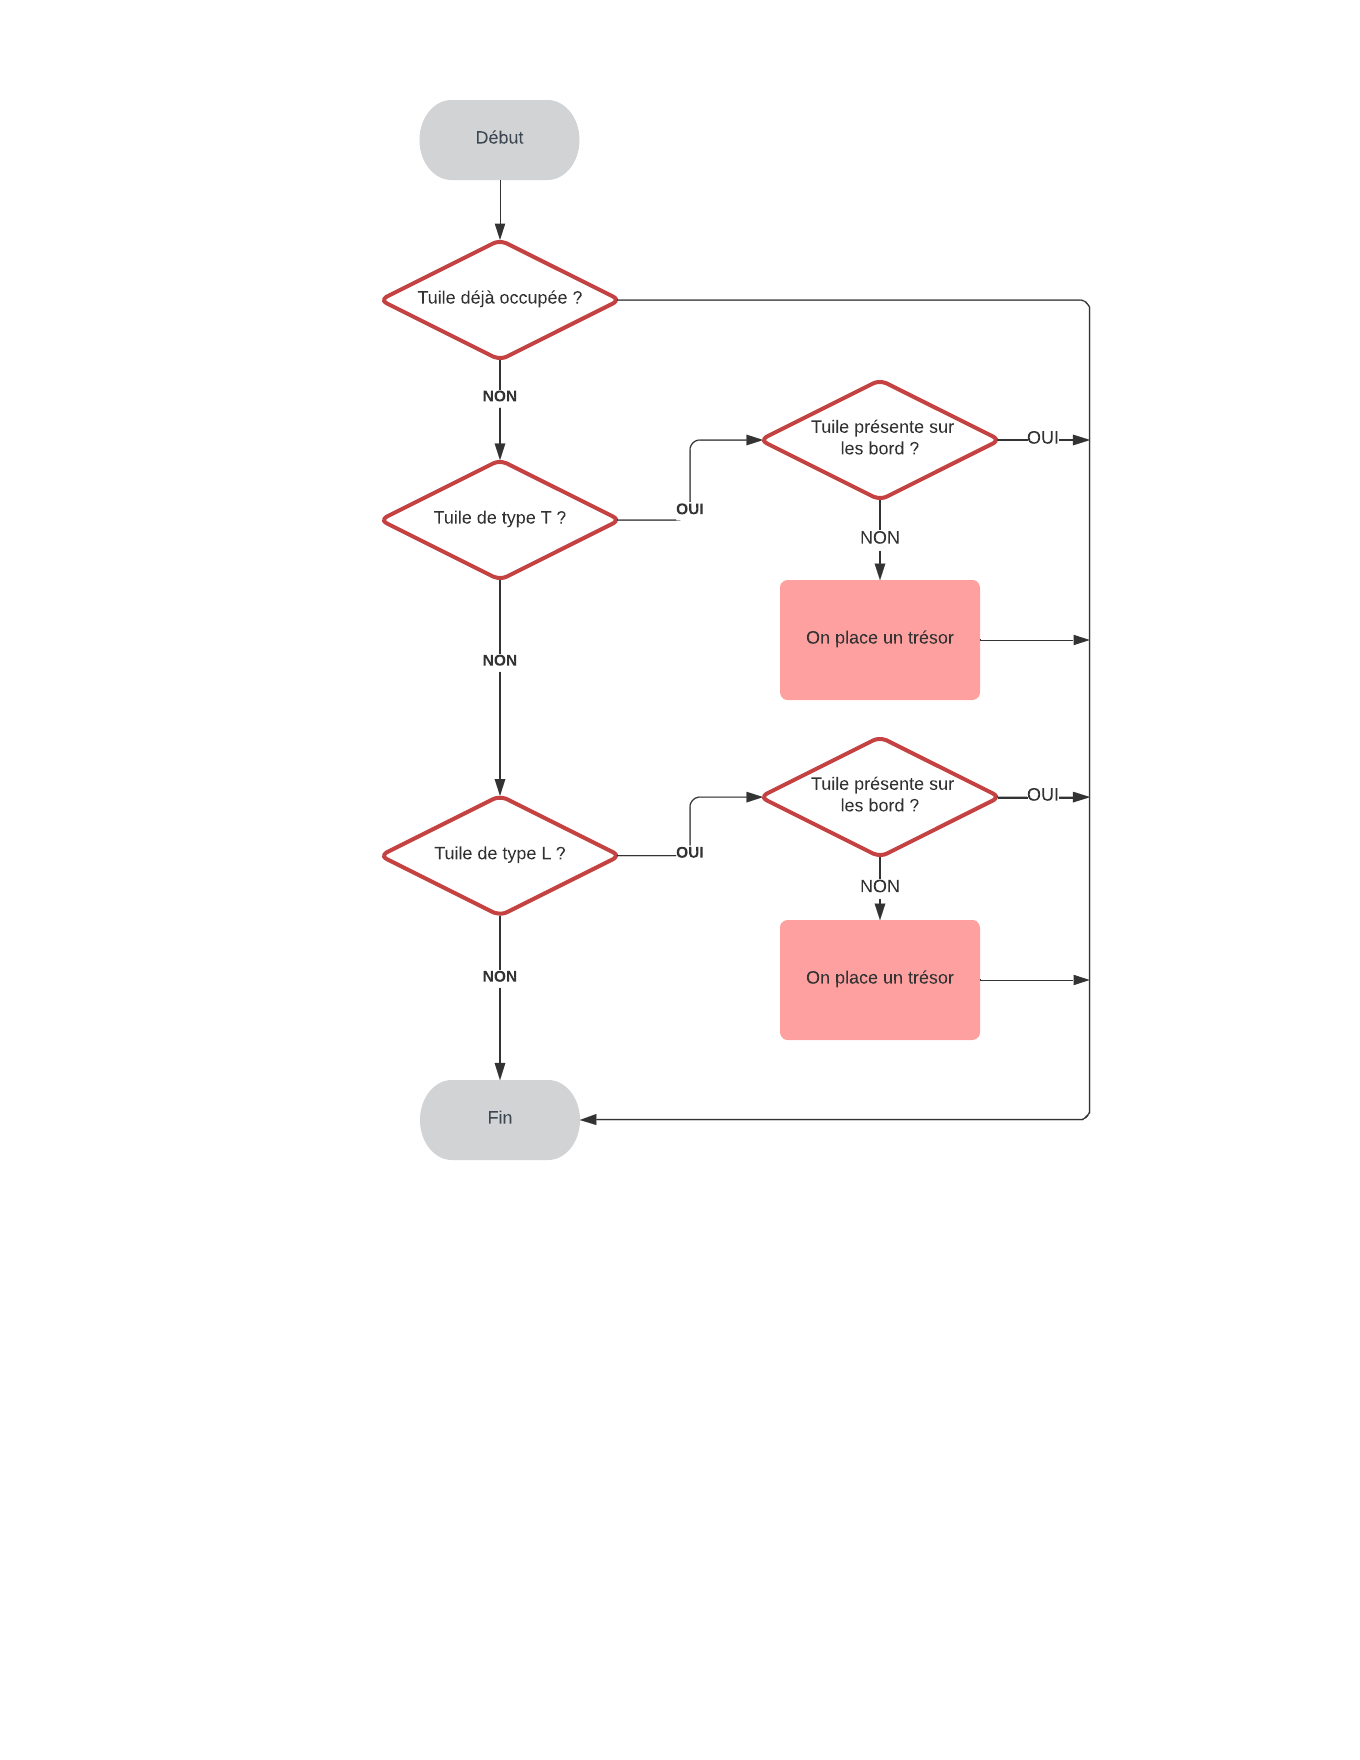 Début
Tuile déjà occupée ?
NON
Tuile présente sur
les bord ?
OUI
OUI
Tuile de type T ?
NON
On place un trésor
NON
Tuile présente sur
les bord ?
OUI
Tuile de type L ?
OUI
NON
On place un trésor
NON
Fin